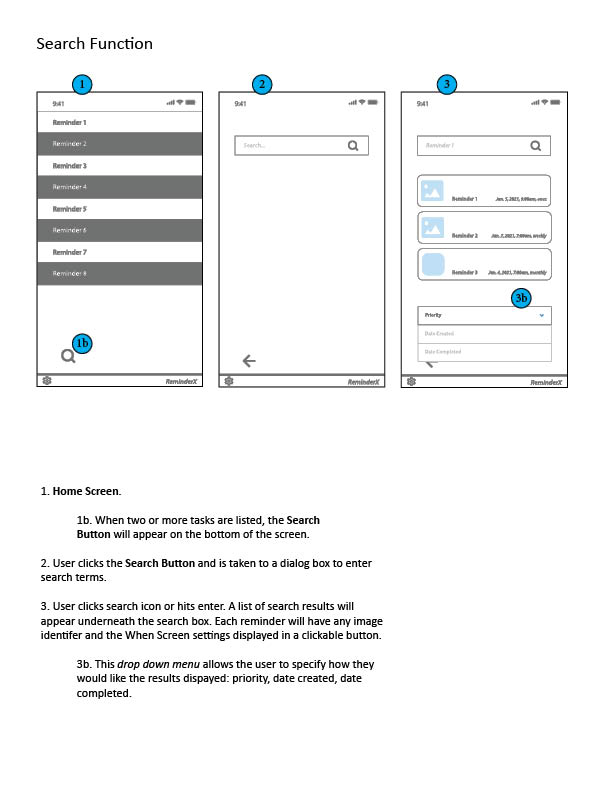 Search Function
1
2
3
9:41
Reminder 1
Reminder 2
Reminder 3
Reminder 4
Reminder 5
Reminder 6
Reminder 7
Reminder 8
1b
ReminderX
9:41
Search...
ReminderX
9:41
Reminder 1
Reminder 1 Jan. 5, 2021, 8:00am, once
Reminder 2 Jan. 5, 2021, 7:00am, weekly
Reminder 3 Jan. 4, 2021, 7:00am, monthly
3b
Priority
Date Created
Date Completed
ReminderX
1. Home Screen.
1b. When two or more tasks are listed, the Search
Button will appear on the bottom of the screen.
2. User clicks the Search Button and is taken to a dialog box to enter
search terms.
3. User clicks search icon or hits enter. A list of search results will
appear underneath the search box. Each reminder will have any image
identifer and the When Screen settings displayed in a clickable button.
3b. This drop down menu allows the user to specify how they
would like the results dispayed: priority, date created, date
completed.